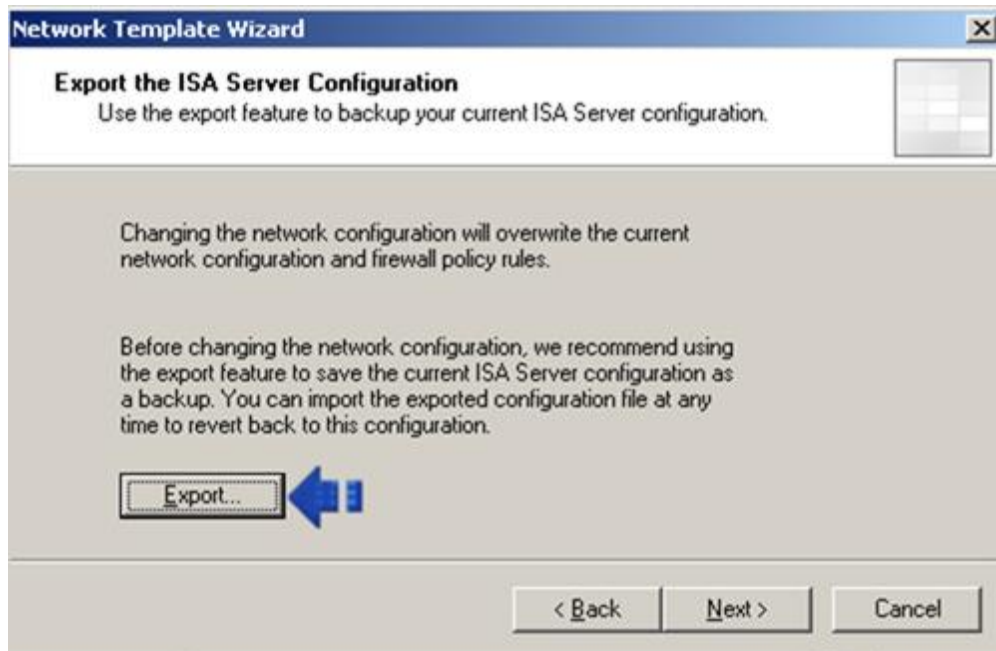 Network Template Wizard
Export the ISA Server Configuration
Use the export feature to backup your current ISA Server configuration.
Changing the network configuration will overwrite the current
network configuration and firewall policy rules.
Before changing the network configuration, we recommend using
the export feature to save the current ISA Server configuration as
a backup. You can import the exported configuration file at any
time to revert back to this configuration.
Export...
< Back
Next >
Cancel